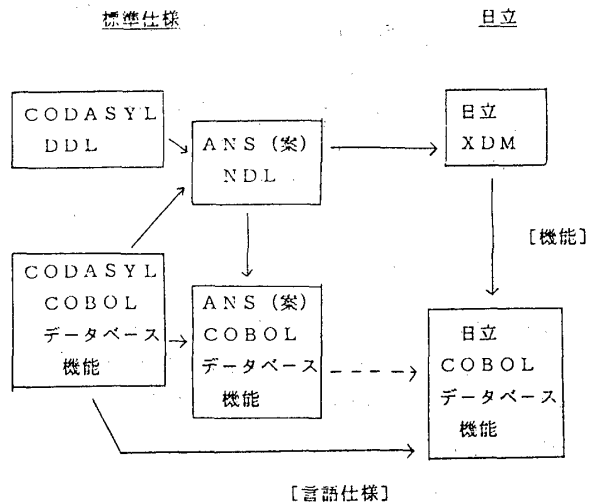 標準仕様
日立
CODASYL
DDL
ANS(案)
NDL
日立
XDM
[機能]
CODASYL
COBOL
データベース
機能
ANS(案)
COBOL
データベース
機能
日立
COBOL
データベース
機能
[言語仕様]